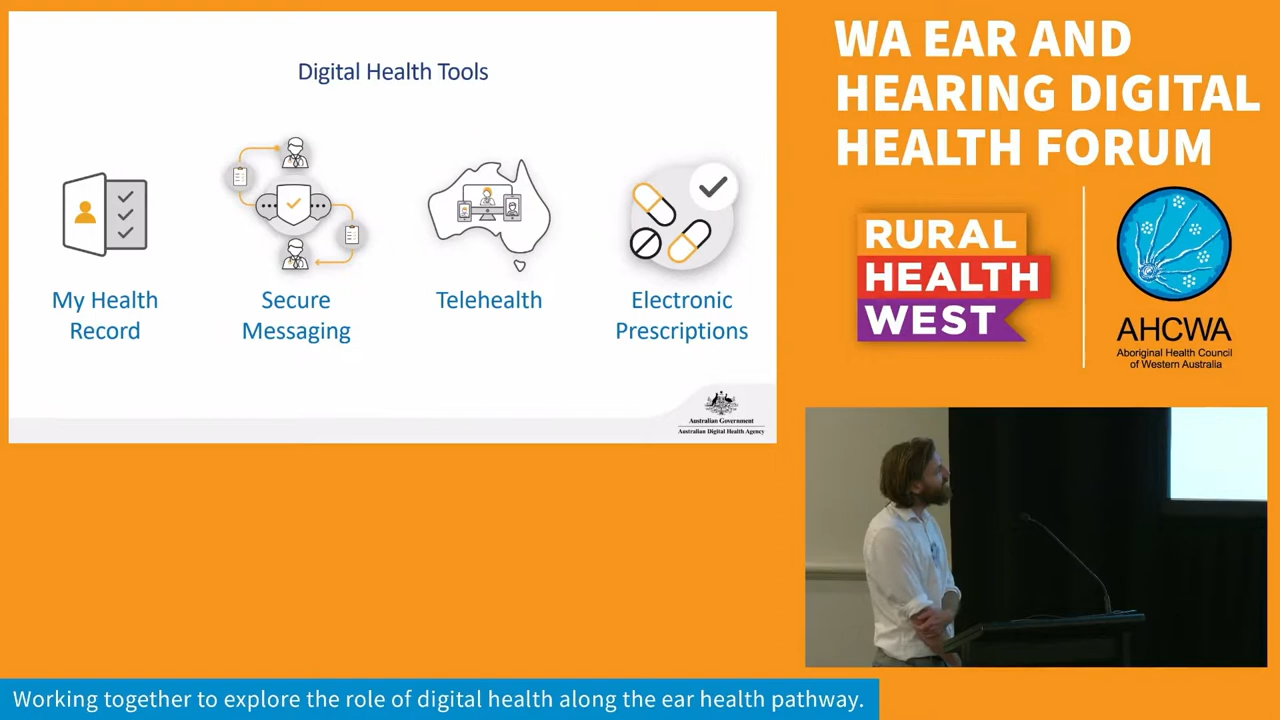 Digital Health Tools
My Health
Record
Secure
Messaging
Telehealth
Electronic
Prescriptions
Australian Government
Australian Digital Health Agency
WA EAR AND
HEARING DIGITAL
HEALTH FORUM
RURAL
HEALTH
WEST
AHCWA
Aboriginal Health Council
of Western Australia
Working together to explore the role of digital health along the ear health pathway.